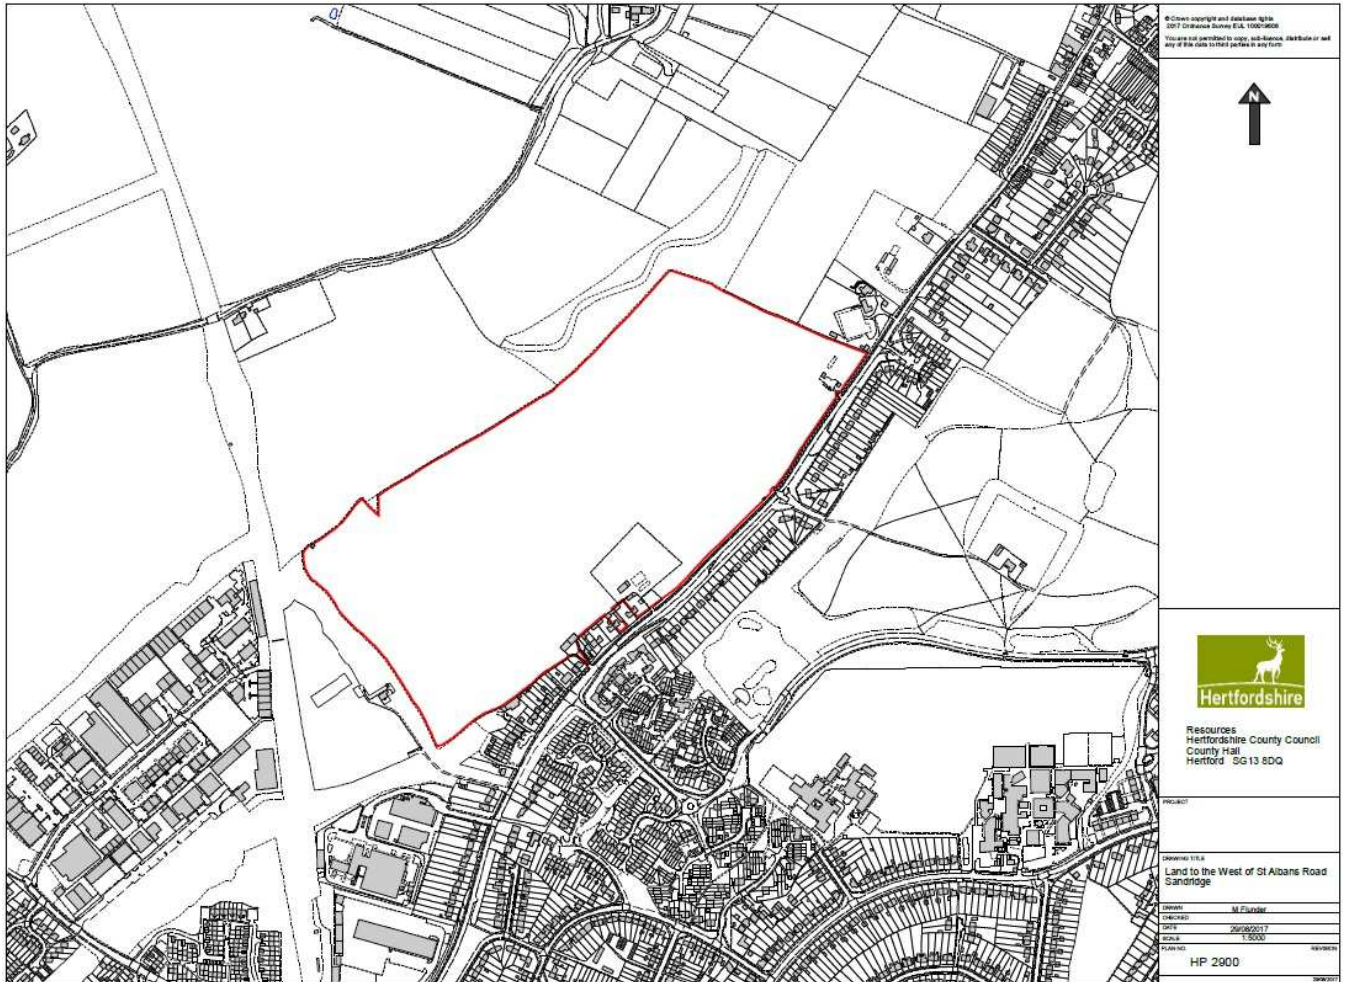 © Crown copyright and database rights
2017 Ordnance Survey EUL 100019606
You are not permitted to copy, sub-licence, distribute or sell
any of this data to third parties in any form
N
Hertfordshire
Resources
Hertfordshire County Council
County Hall
Hertford SG13 8DQ
PROJECT
DRAWING TITLE
Land to the West of St Albans Road
Sandridge
DRAWN M Flunder
CHECKED
DATE 29/08/2017
SCALE 1:5000
PLAN NO. REVISION
HP 2900
29/08/2017